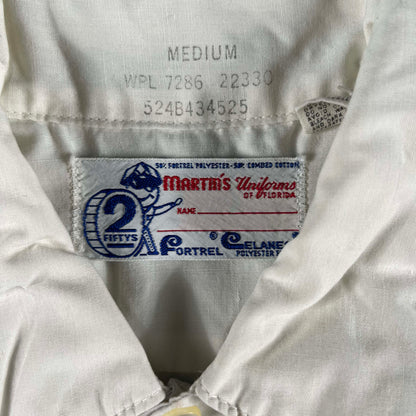 MEDIUM
WPL 7286 22330
524B434525
50% FORTREL POLYESTER - 50% COMBED COTTON
MARTHI'S Uniforms
OF FLORIDA
NAME
2
FIFTYS
FORTREL ® CELANESE ®
POLYESTER